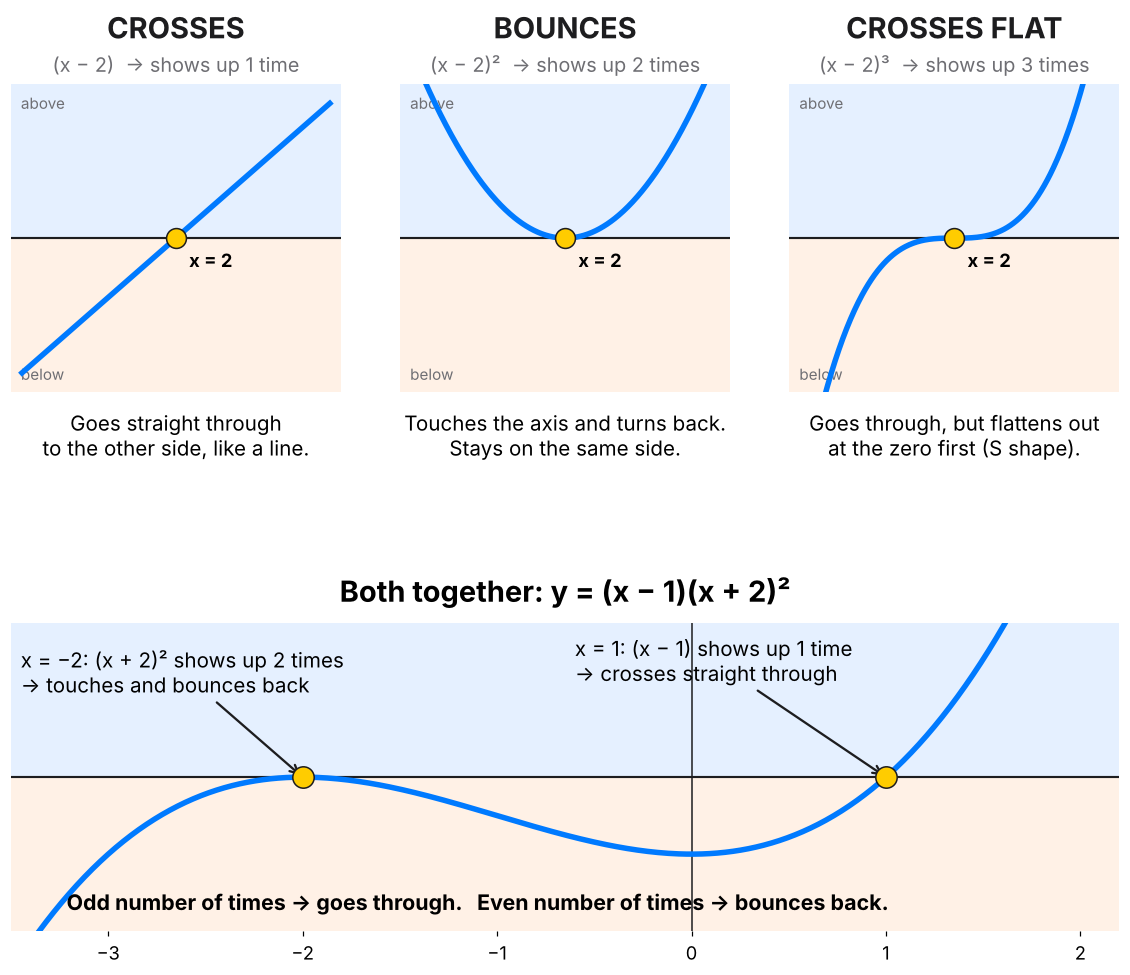 CROSSES
(x − 2) → shows up 1 time
above
x = 2
below
Goes straight through
to the other side, like a line.
BOUNCES
(x − 2)² → shows up 2 times
above
x = 2
below
Touches the axis and turns back.
Stays on the same side.
CROSSES FLAT
(x − 2)³ → shows up 3 times
above
x = 2
below
Goes through, but flattens out
at the zero first (S shape).
Both together: y = (x − 1)(x + 2)²
x = −2: (x + 2)² shows up 2 times
→ touches and bounces back
x = 1: (x − 1) shows up 1 time
→ crosses straight through
Odd number of times → goes through. Even number of times → bounces back.
−3 −2 −1 0 1 2